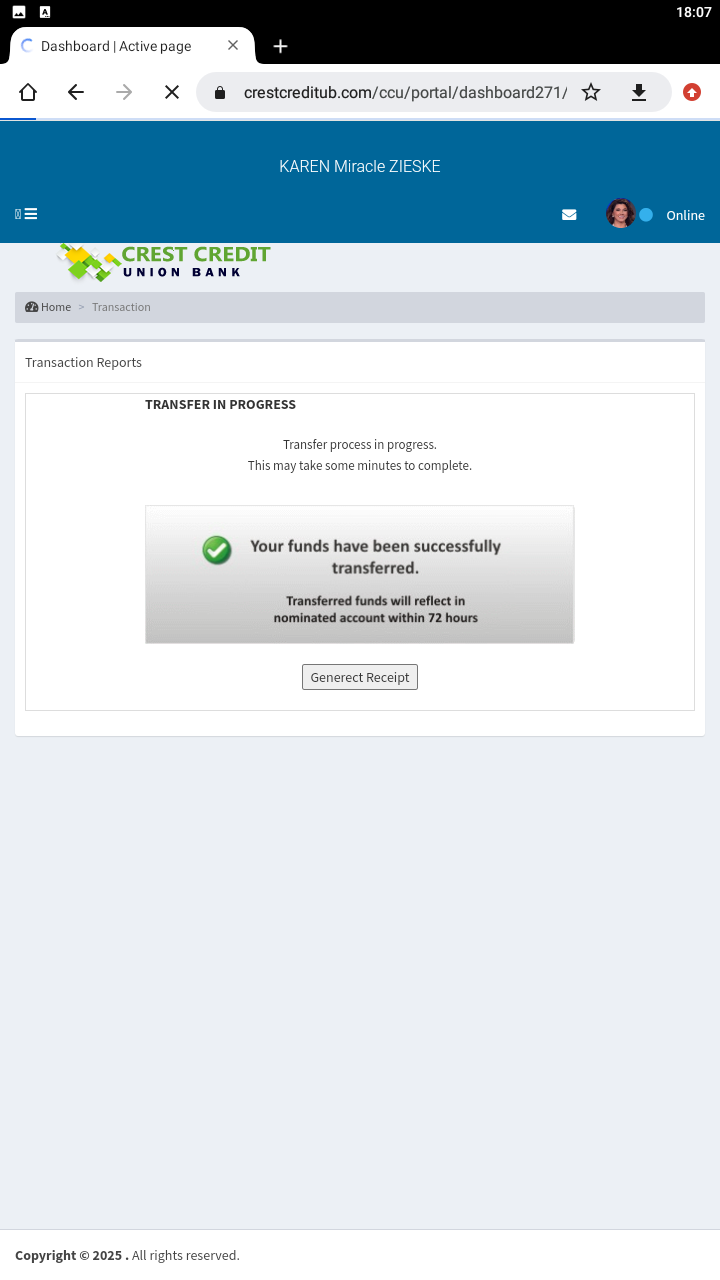 18:07
Dashboard | Active page
crestcreditub.com/ccu/portal/dashboard271/
KAREN Miracle ZIESKE
Online
CREST CREDIT
UNION BANK
Home > Transaction
Transaction Reports
TRANSFER IN PROGRESS
Transfer process in progress.
This may take some minutes to complete.
Your funds have been successfully
transferred.
Transferred funds will reflect in
nominated account within 72 hours
Generect Receipt
Copyright © 2025 . All rights reserved.